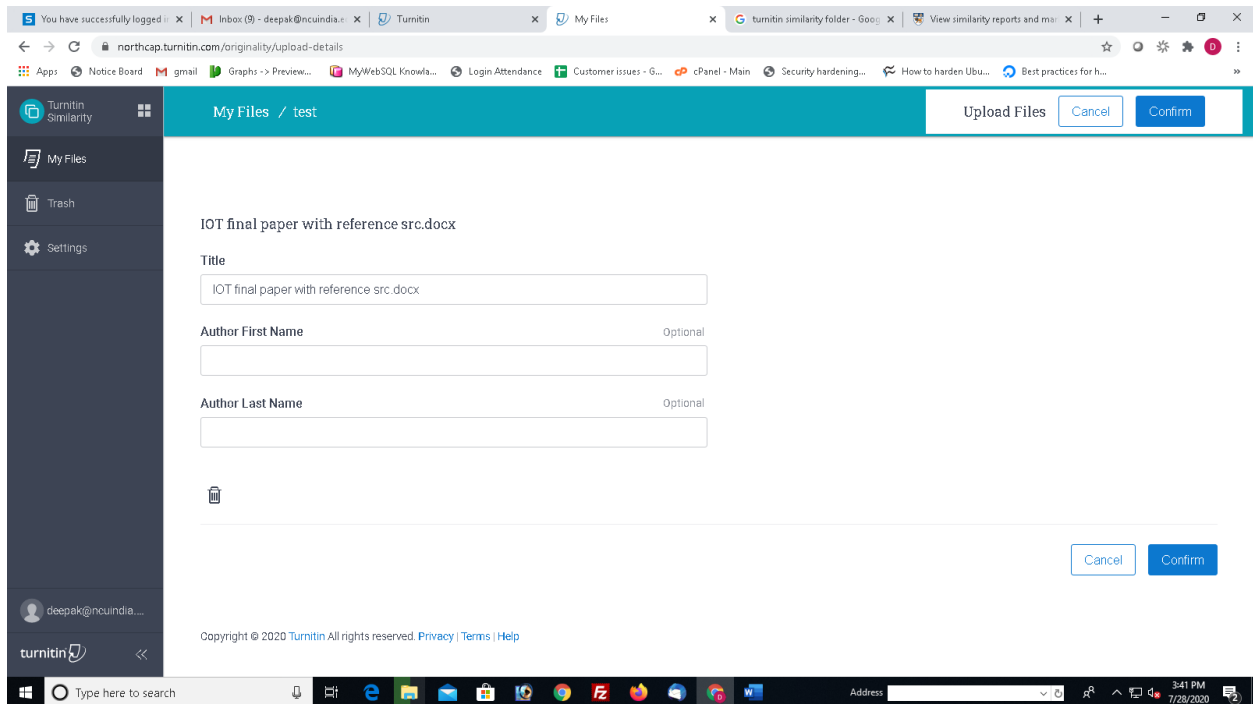 You have successfully logged in
Inbox (9) - deepak@ncuindia.e
Turnitin
My Files
turnitin similarity folder - Goog
View similarity reports and man
northcap.turnitin.com/originality/upload-details
D
Apps
Notice Board
gmail
Graphs -> Preview...
MyWebSQL Knowla...
Login Attendance
Customer issues - G...
cPanel - Main
Security hardening...
How to harden Ubu...
Best practices for h...
Turnitin
Similarity
My Files / test
Upload Files
Cancel
Confirm
My Files
Trash
Settings
IOT final paper with reference src.docx
Title
IOT final paper with reference src.docx
Author First Name
Optional
Author Last Name
Optional
Cancel
Confirm
deepak@ncuindia....
Copyright © 2020 Turnitin All rights reserved. Privacy | Terms | Help
turnitin
Type here to search
Address
3:41 PM
7/28/2020
2